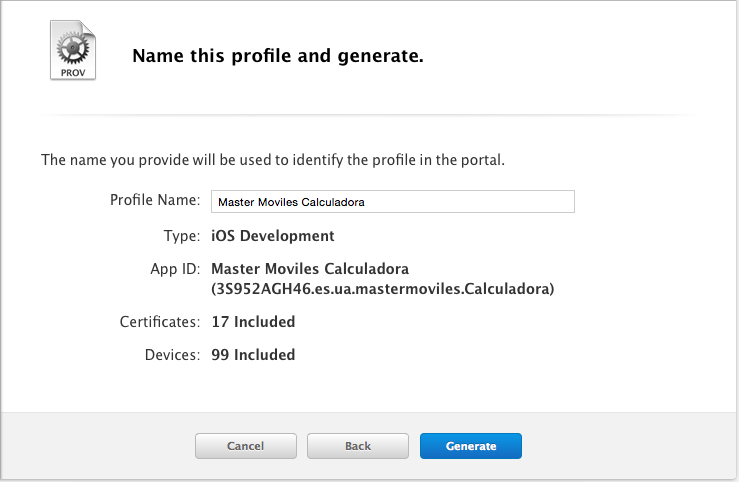 PROV
Name this profile and generate.
The name you provide will be used to identify the profile in the portal.
Profile Name: Master Moviles Calculadora
Type: iOS Development
App ID: Master Moviles Calculadora
(3S952AGH46.es.ua.mastermoviles.Calculadora)
Certificates: 17 Included
Devices: 99 Included
Cancel Back Generate